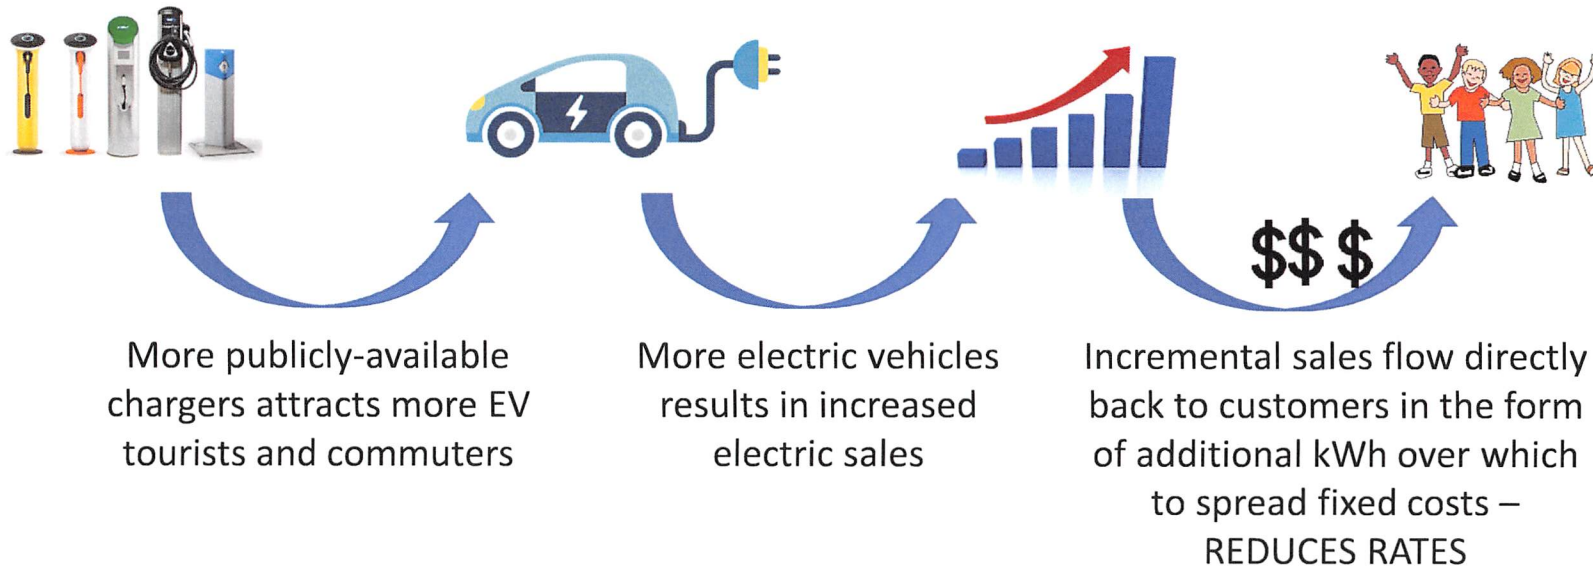 $$ $
More publicly-available
chargers attracts more EV
tourists and commuters
More electric vehicles
results in increased
electric sales
Incremental sales flow directly
back to customers in the form
of additional kWh over which
to spread fixed costs –
REDUCES RATES